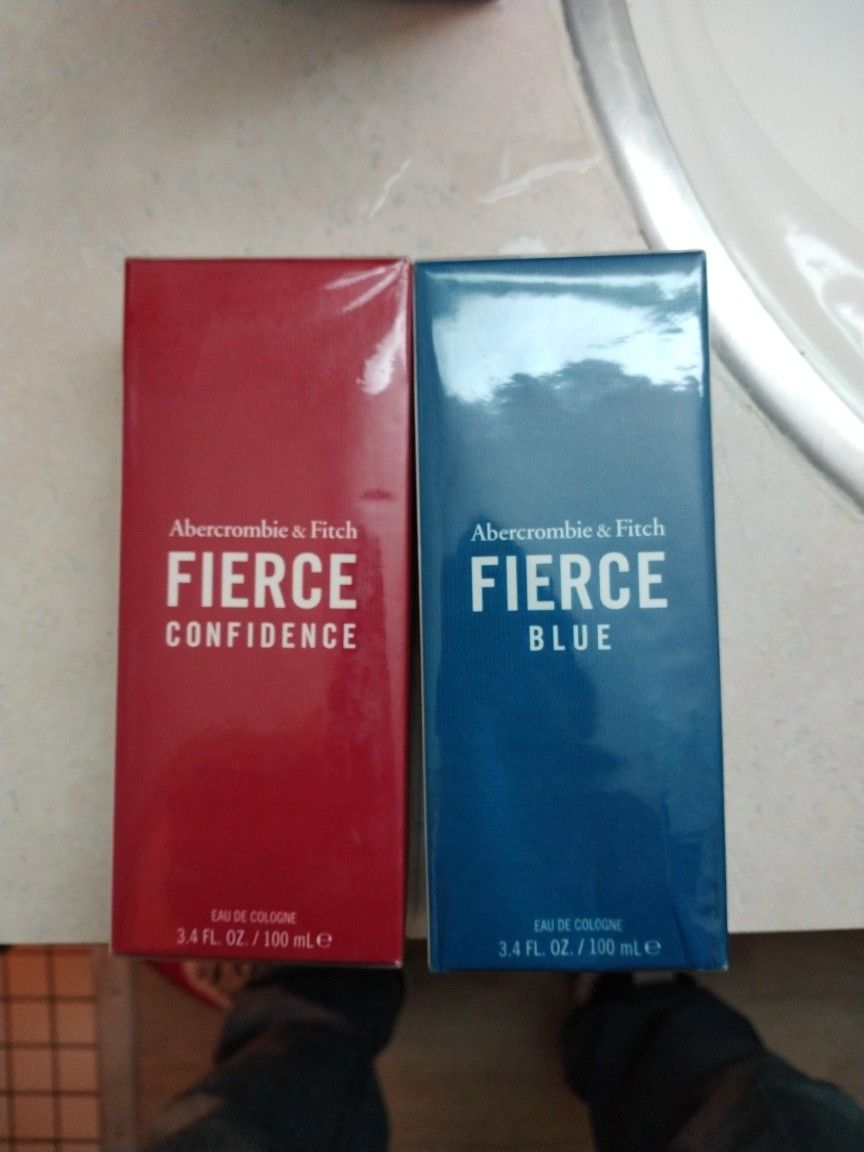 Abercrombie & Fitch
FIERCE
CONFIDENCE
EAU DE COLOGNE
3.4 FL. OZ. / 100 mL ℮
Abercrombie & Fitch
FIERCE
BLUE
EAU DE COLOGNE
3.4 FL. OZ. / 100 mL ℮